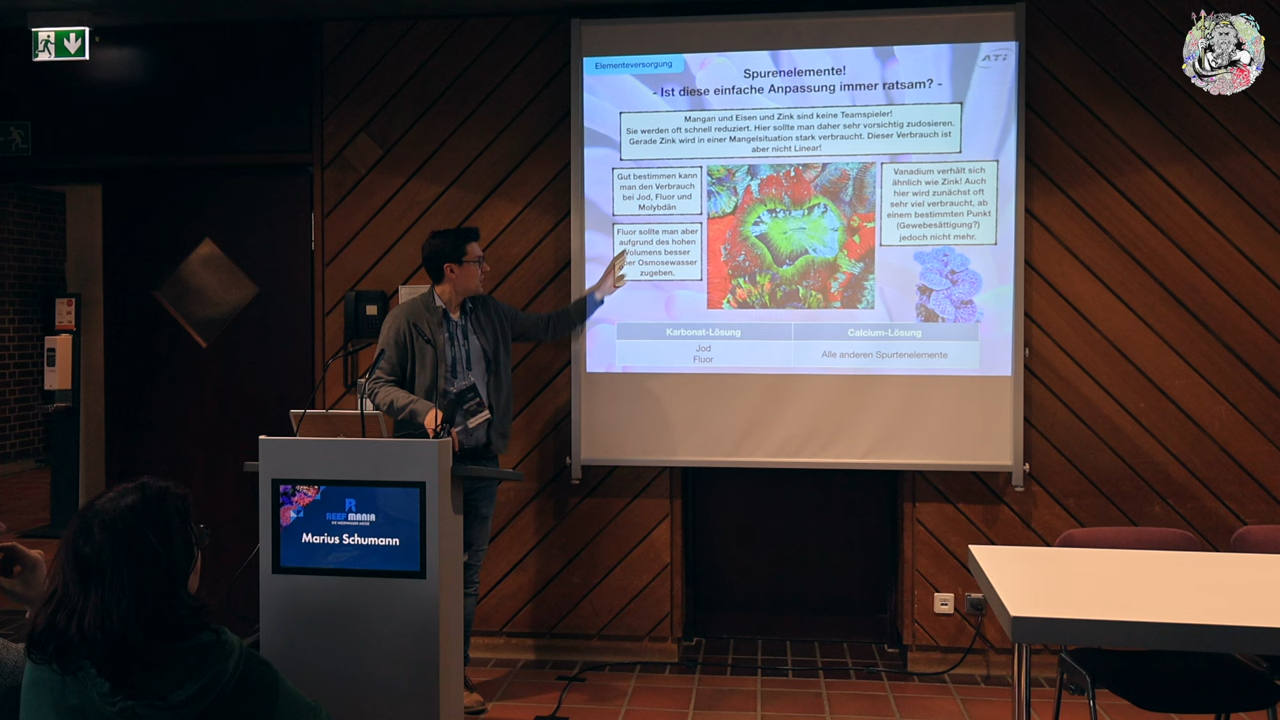 Elementeversorgung
ATI
Spurenelemente!
- Ist diese einfache Anpassung immer ratsam? -
Mangan und Eisen und Zink sind keine Teamspieler!
Sie werden oft schnell reduziert. Hier sollte man daher sehr vorsichtig zudosieren.
Gerade Zink wird in einer Mangelsituation stark verbraucht. Dieser Verbrauch ist
aber nicht Linear!
Gut bestimmen kann
man den Verbrauch
bei Jod, Fluor und
Molybdän
Fluor sollte man aber
aufgrund des hohen
Volumens besser
Osmosewasser
zugeben.
Vanadium verhält sich
ähnlich wie Zink! Auch
hier wird zunächst oft
sehr viel verbraucht, ab
einem bestimmten Punkt
(Gewebesättigung?)
jedoch nicht mehr.
Karbonat-Lösung
Calcium-Lösung
Jod
Fluor
Alle anderen Spurtenelemente
REEF MANIA
DIE MEERWASSER-MESSE
Marius Schumann